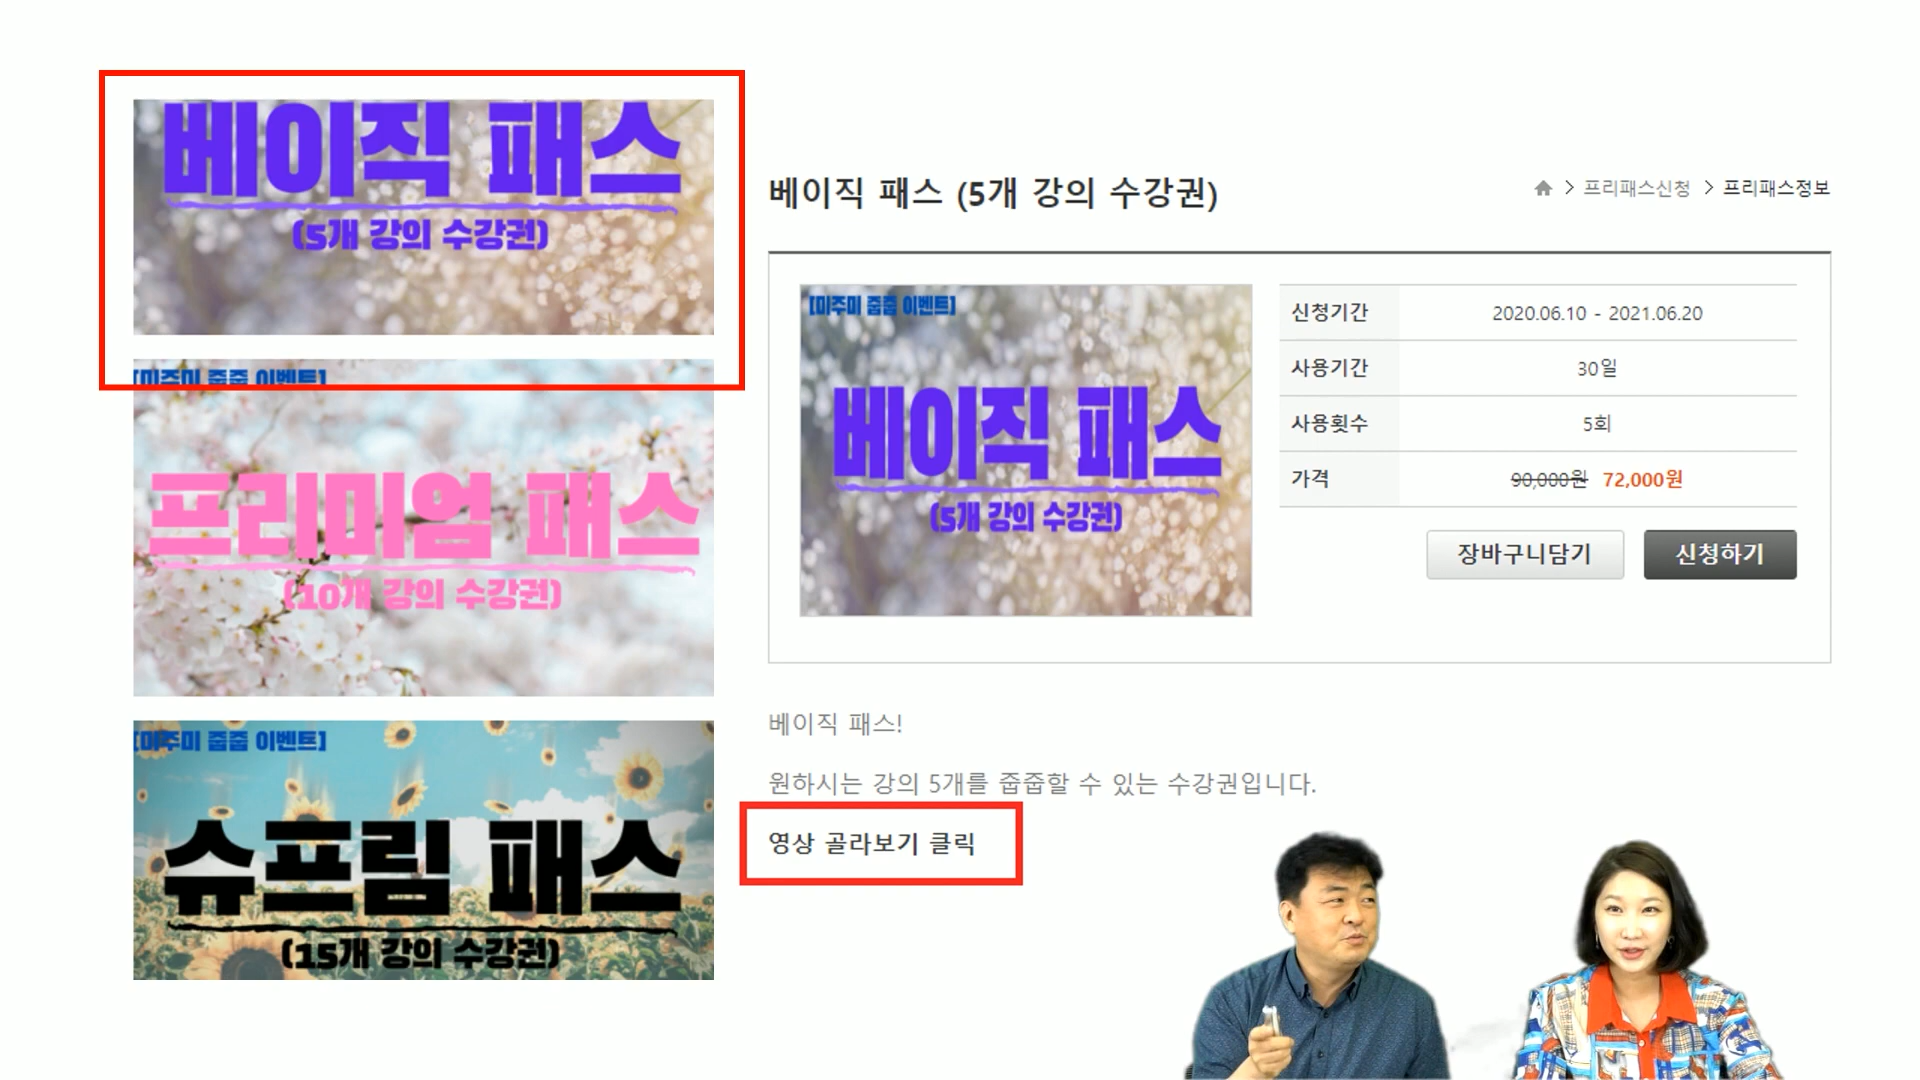 베이직 패스
(5개 강의 수강권)
[미주미 줍줍 이벤트]
프리미엄 패스
(10개 강의 수강권)
[미주미 줍줍 이벤트]
슈프림 패스
(15개 강의 수강권)
베이직 패스 (5개 강의 수강권)
> 프리패스신청 > 프리패스정보
[미주미 줍줍 이벤트]
베이직 패스
(5개 강의 수강권)
신청기간 2020.06.10 - 2021.06.20
사용기간 30일
사용횟수 5회
가격 90,000원 72,000원
장바구니담기 신청하기
베이직 패스!
원하시는 강의 5개를 줍줍할 수 있는 수강권입니다.
영상 골라보기 클릭